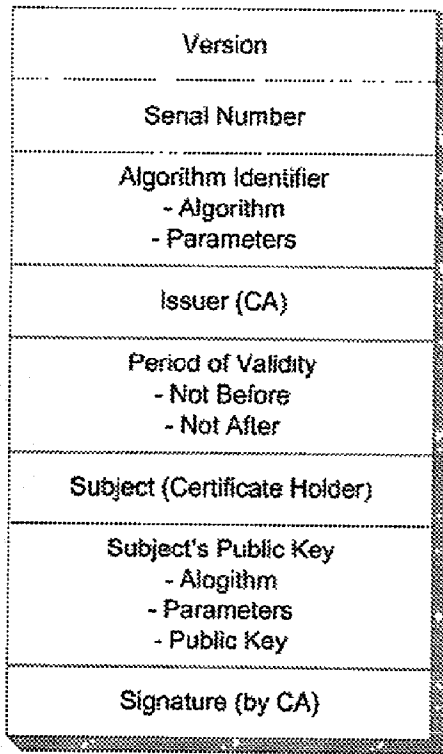 Version
Serial Number
Algorithm Identifier
- Algorithm
- Parameters
Issuer (CA)
Period of Validity
- Not Before
- Not After
Subject (Certificate Holder)
Subject's Public Key
- Alogithm
- Parameters
- Public Key
Signature (by CA)